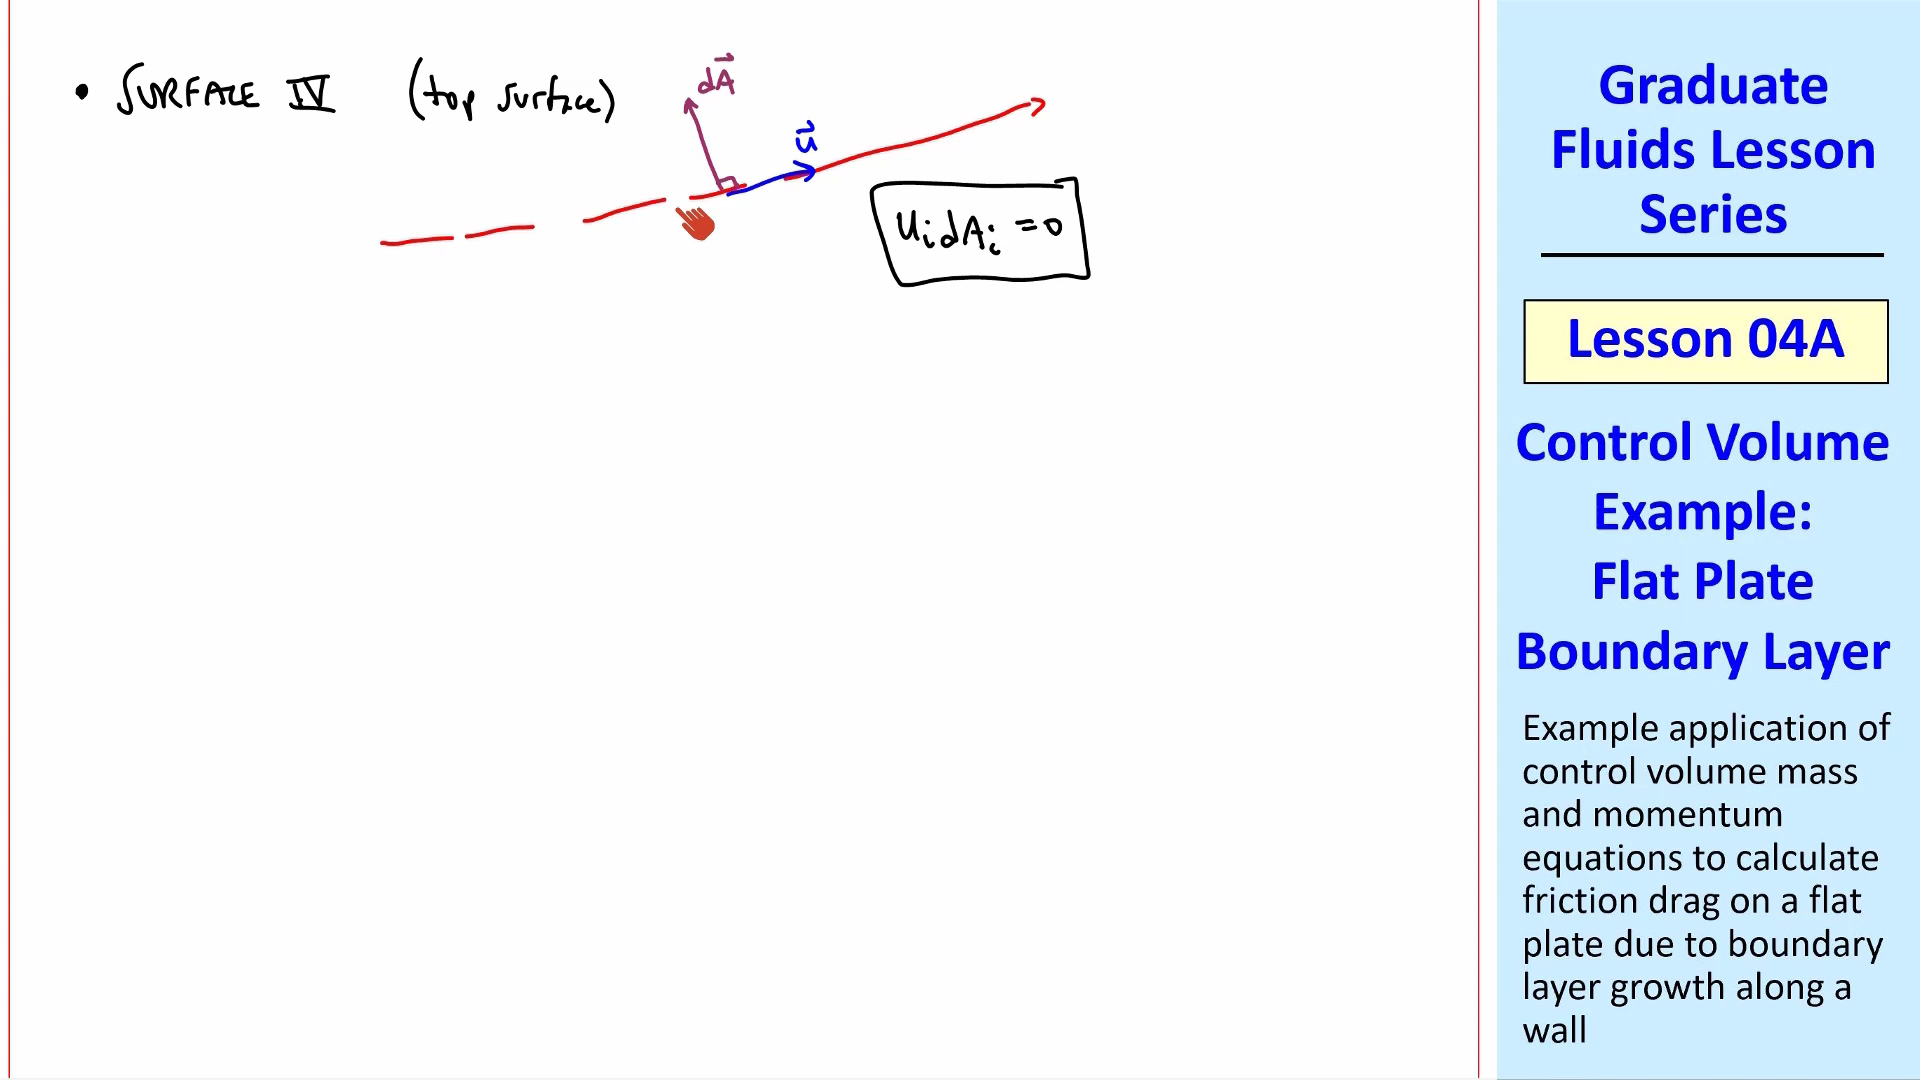 • SURFACE IV (top surface)
dA⃗
u⃗
uᵢdAᵢ = 0
Graduate
Fluids Lesson
Series
Lesson 04A
Control Volume
Example:
Flat Plate
Boundary Layer
Example application of
control volume mass
and momentum
equations to calculate
friction drag on a flat
plate due to boundary
layer growth along a
wall